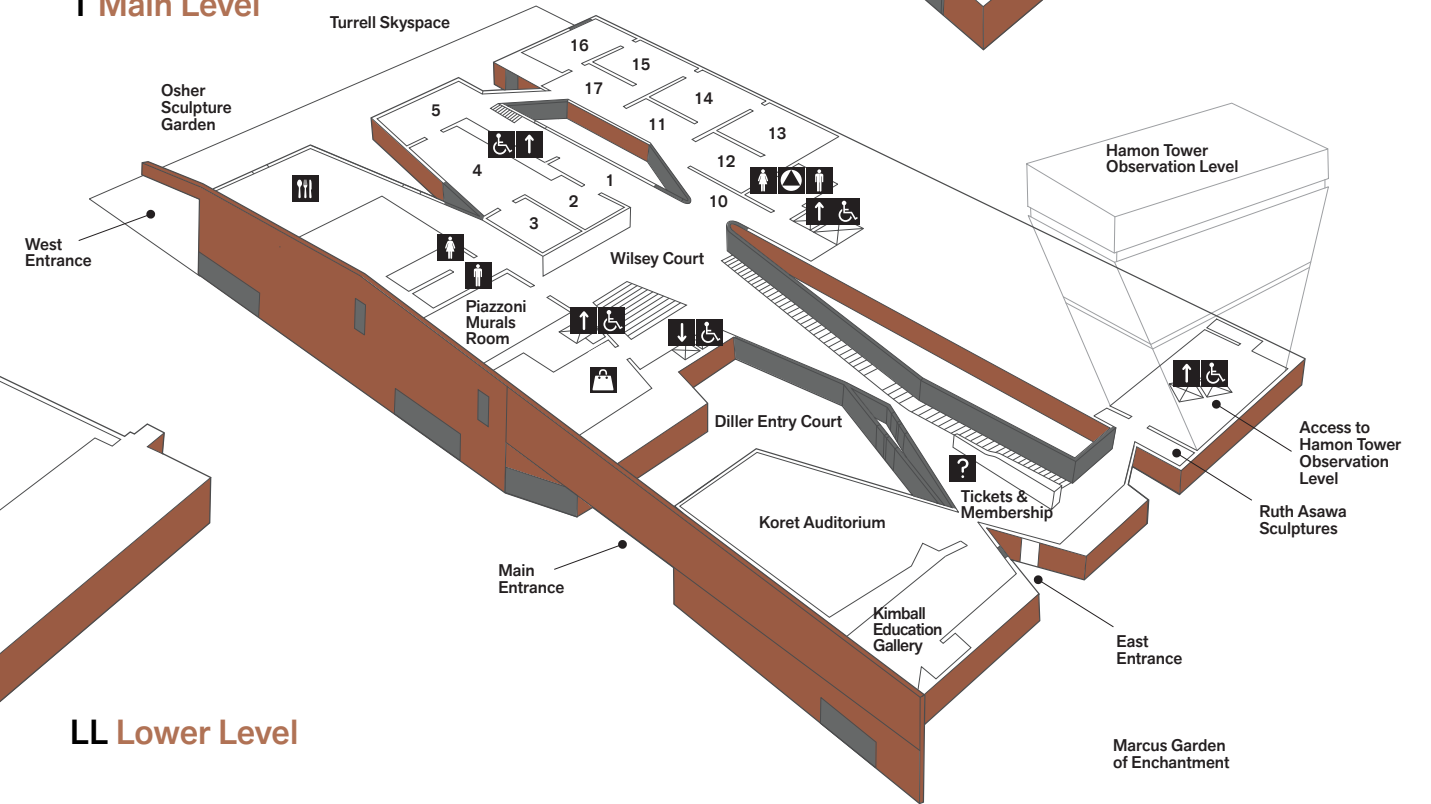 1 Main Level
Turrell Skyspace
Osher
Sculpture
Garden
16
15
17
14
5
11
13
12
4
1
2
10
3
Hamon Tower
Observation Level
West
Entrance
Wilsey Court
Piazzoni
Murals
Room
Diller Entry Court
?
Tickets &
Membership
Koret Auditorium
Access to
Hamon Tower
Observation
Level
Ruth Asawa
Sculptures
Main
Entrance
Kimball
Education
Gallery
East
Entrance
LL Lower Level
Marcus Garden
of Enchantment